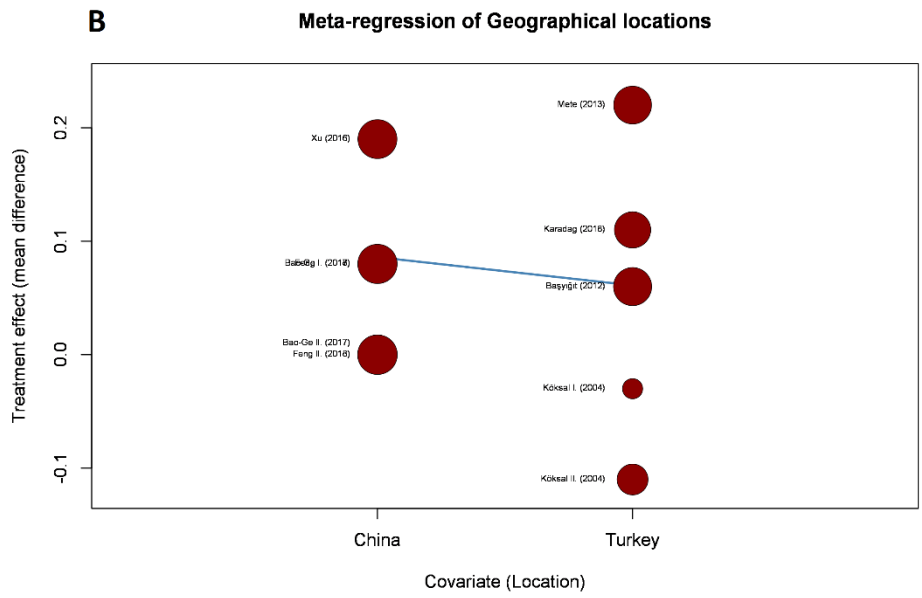 B
Meta-regression of Geographical locations
Treatment effect (mean difference)
0.2
0.1
0.0
-0.1
Xu (2016)
Bao-Ge II. (2017)
Feng II. (2016)
Mete (2013)
Karadag (2016)
Başyığıt (2012)
Köksal I. (2004)
Köksal II. (2004)
China
Turkey
Covariate (Location)